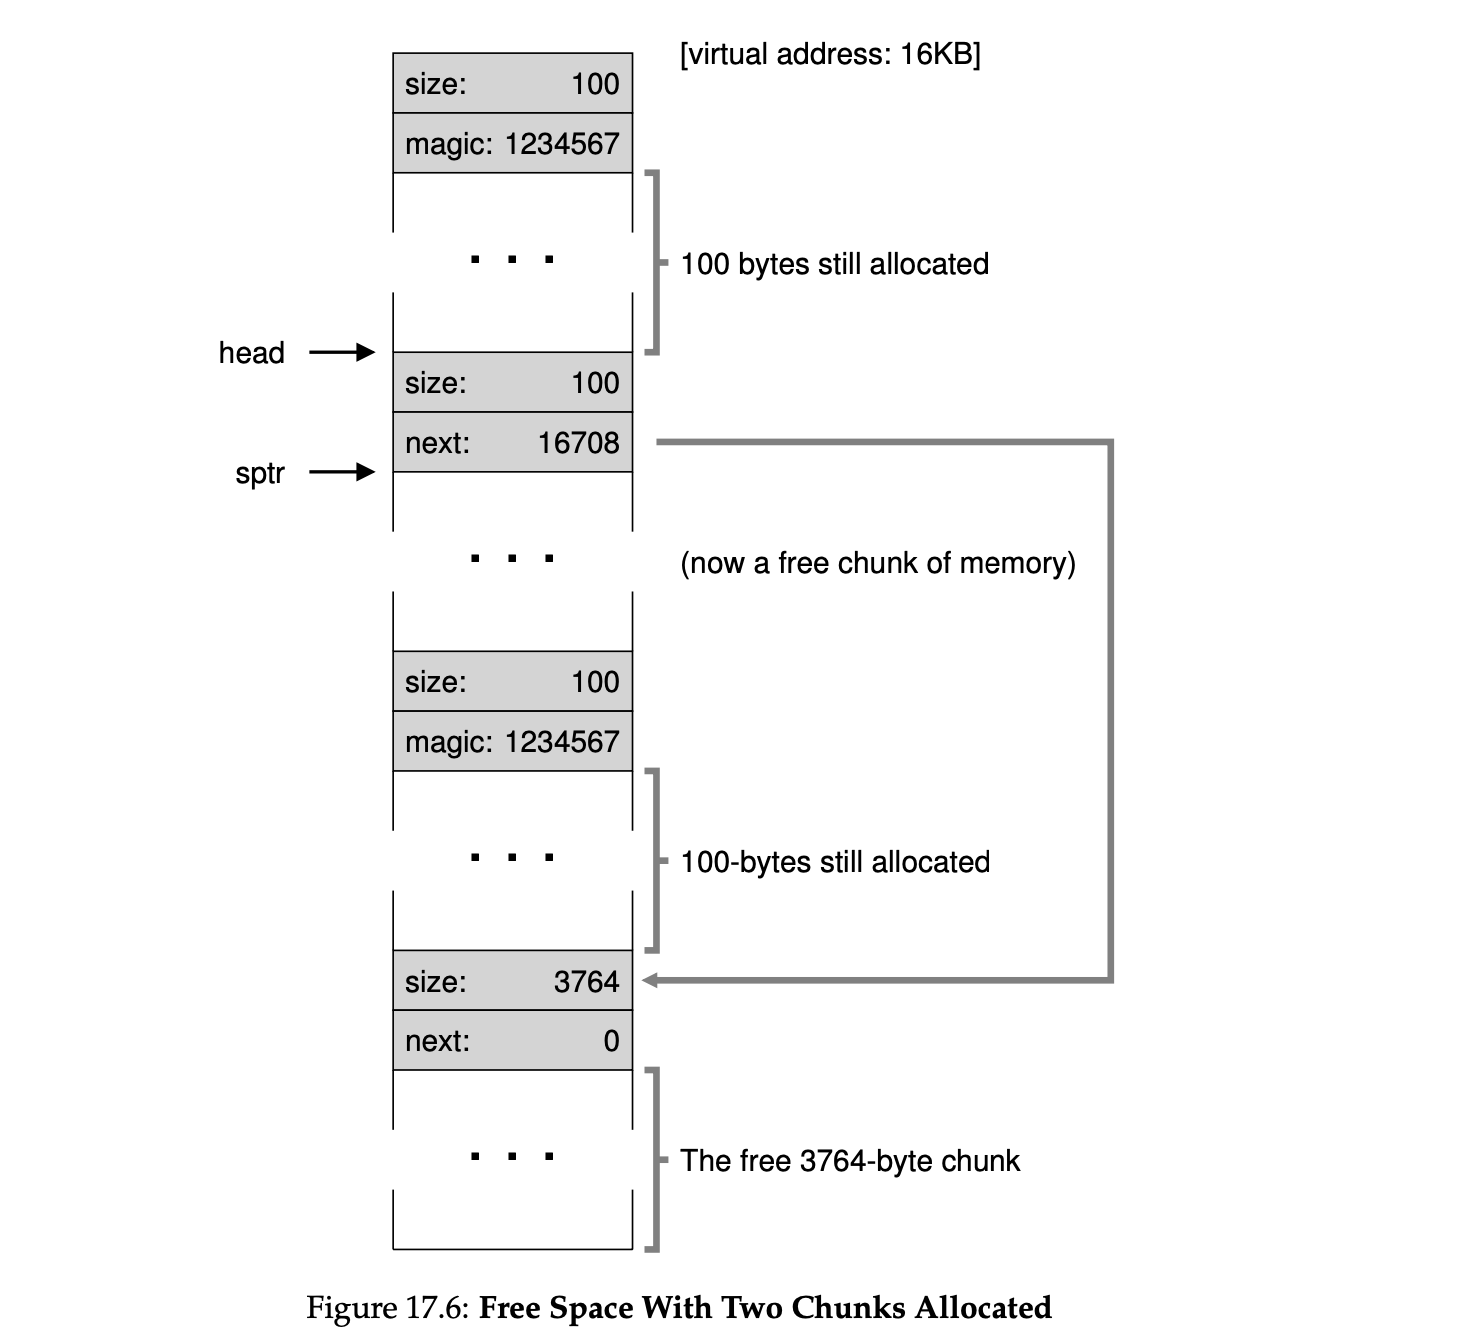 [virtual address: 16KB]
size: 100
magic: 1234567
. . .
100 bytes still allocated
head
size: 100
next: 16708
sptr
. . .
(now a free chunk of memory)
size: 100
magic: 1234567
. . .
100-bytes still allocated
size: 3764
next: 0
. . .
The free 3764-byte chunk
Figure 17.6: Free Space With Two Chunks Allocated